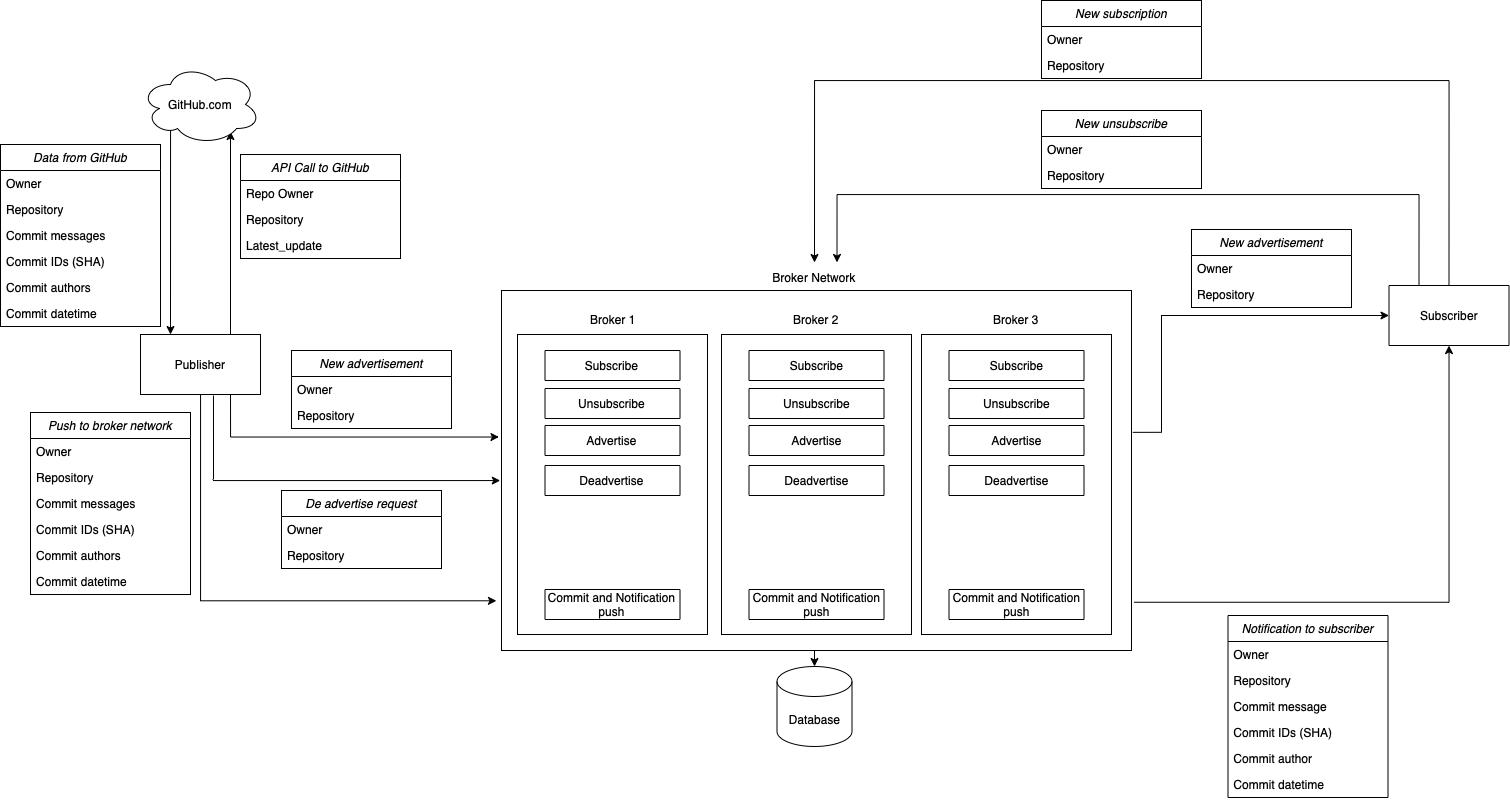 New subscription
Owner
Repository
GitHub.com
New unsubscribe
Owner
Repository
Data from GitHub
Owner
Repository
Commit messages
Commit IDs (SHA)
Commit authors
Commit datetime
API Call to GitHub
Repo Owner
Repository
Latest_update
New advertisement
Owner
Repository
Subscriber
Publisher
New advertisement
Owner
Repository
Push to broker network
Owner
Repository
Commit messages
Commit IDs (SHA)
Commit authors
Commit datetime
De advertise request
Owner
Repository
Broker Network
Broker 1
Subscribe
Unsubscribe
Advertise
Deadvertise
Commit and Notification
push
Broker 2
Subscribe
Unsubscribe
Advertise
Deadvertise
Commit and Notification
push
Broker 3
Subscribe
Unsubscribe
Advertise
Deadvertise
Commit and Notification
push
Database
Notification to subscriber
Owner
Repository
Commit message
Commit IDs (SHA)
Commit author
Commit datetime